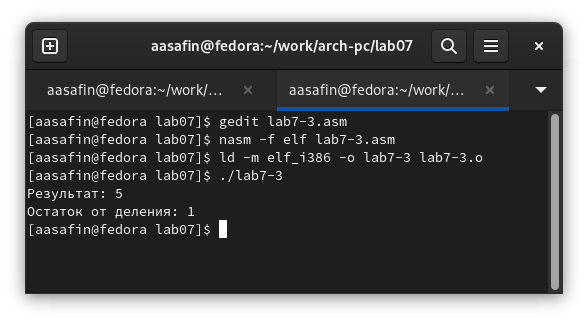 aasafin@fedora:~/work/arch-pc/lab07
aasafin@fedora:~/work/... aasafin@fedora:~/work/...
[aasafin@fedora lab07]$ gedit lab7-3.asm
[aasafin@fedora lab07]$ nasm -f elf lab7-3.asm
[aasafin@fedora lab07]$ ld -m elf_i386 -o lab7-3 lab7-3.o
[aasafin@fedora lab07]$ ./lab7-3
Результат: 5
Остаток от деления: 1
[aasafin@fedora lab07]$